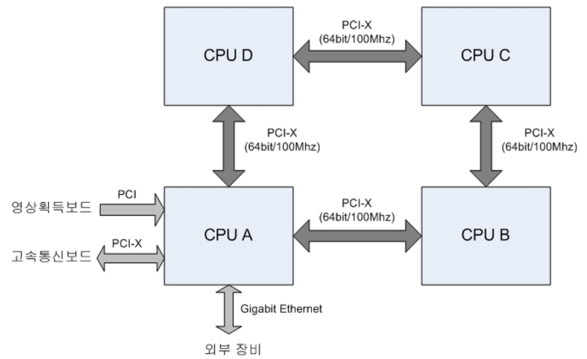 CPU D
PCI-X
(64bit/100Mhz)
CPU C
PCI-X
(64bit/100Mhz)
PCI-X
(64bit/100Mhz)
영상획득보드
PCI
고속통신보드
PCI-X
CPU A
PCI-X
(64bit/100Mhz)
CPU B
Gigabit Ethernet
외부 장비